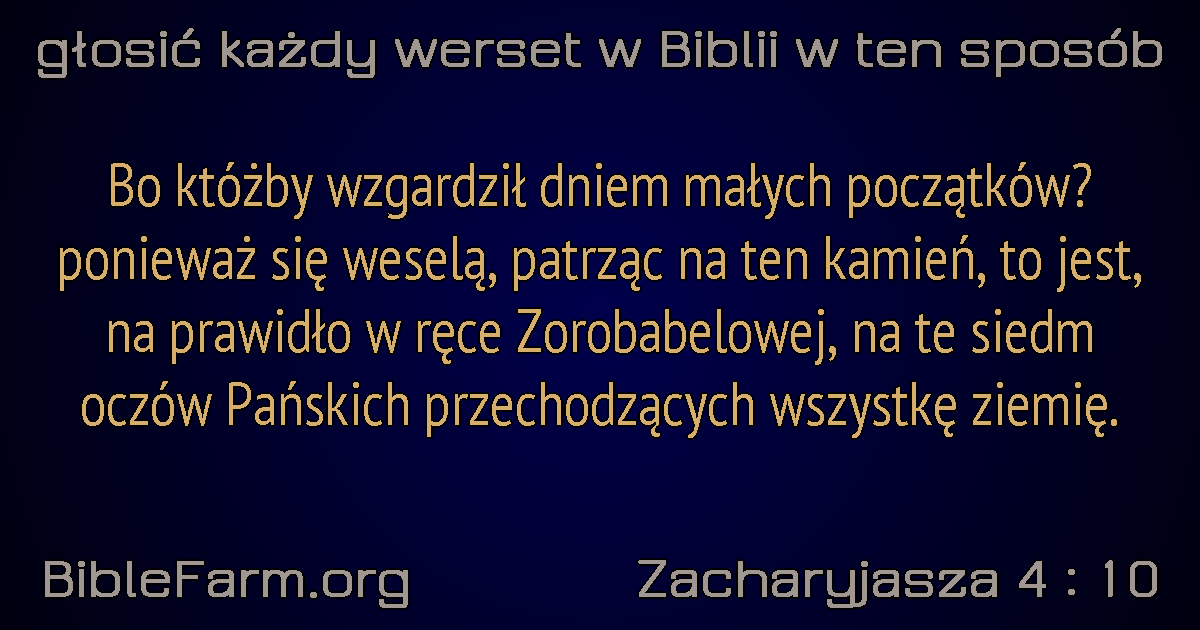 głosić każdy werset w Biblii w ten sposób
Bo któżby wzgardził dniem małych początków?
ponieważ się weselą, patrząc na ten kamień, to jest,
na prawidło w ręce Zorobabelowej, na te siedm
oczów Pańskich przechodzących wszystkę ziemię.
BibleFarm.org
Zacharyjasza 4 : 10